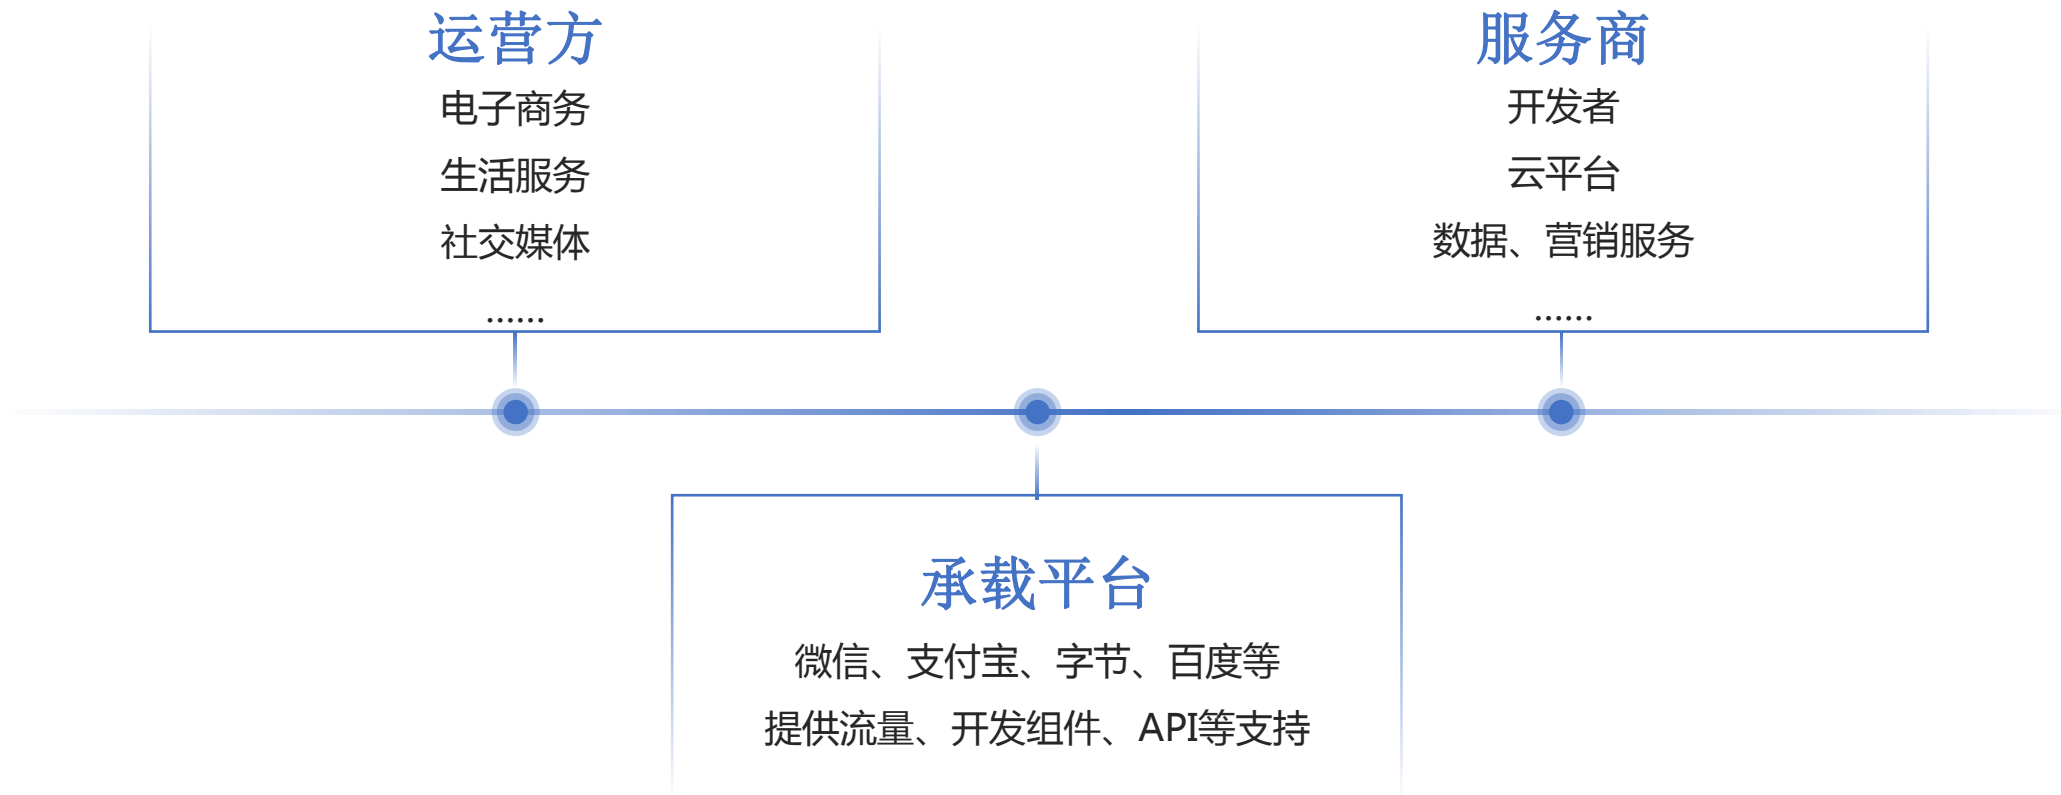 运营方
电子商务
生活服务
社交媒体
……
服务商
开发者
云平台
数据、营销服务
……
承载平台
微信、支付宝、字节、百度等
提供流量、开发组件、API等支持